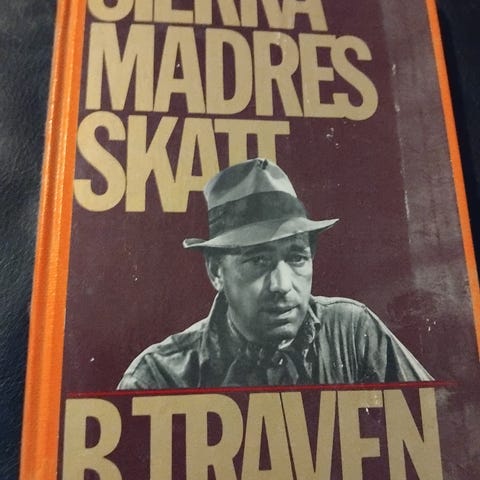 SIERRA
MADRES
SKATT
B. TRAVEN